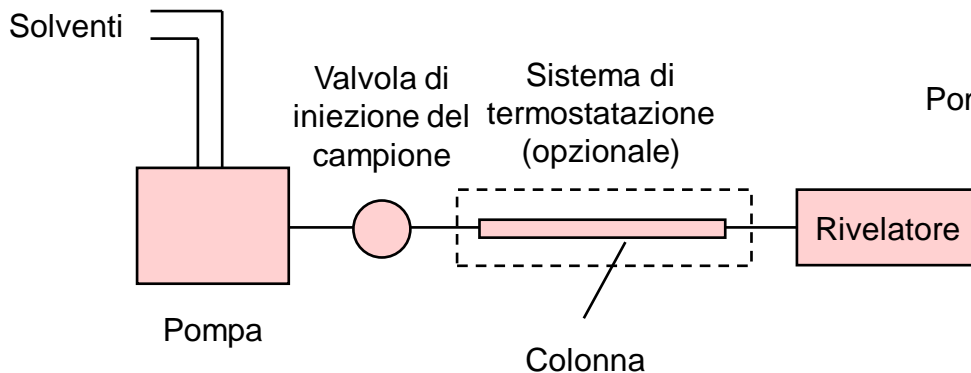 Solventi
Valvola di
iniezione del
campione
Sistema di
termostatazione
(opzionale)
Rivelatore
Pompa
Colonna